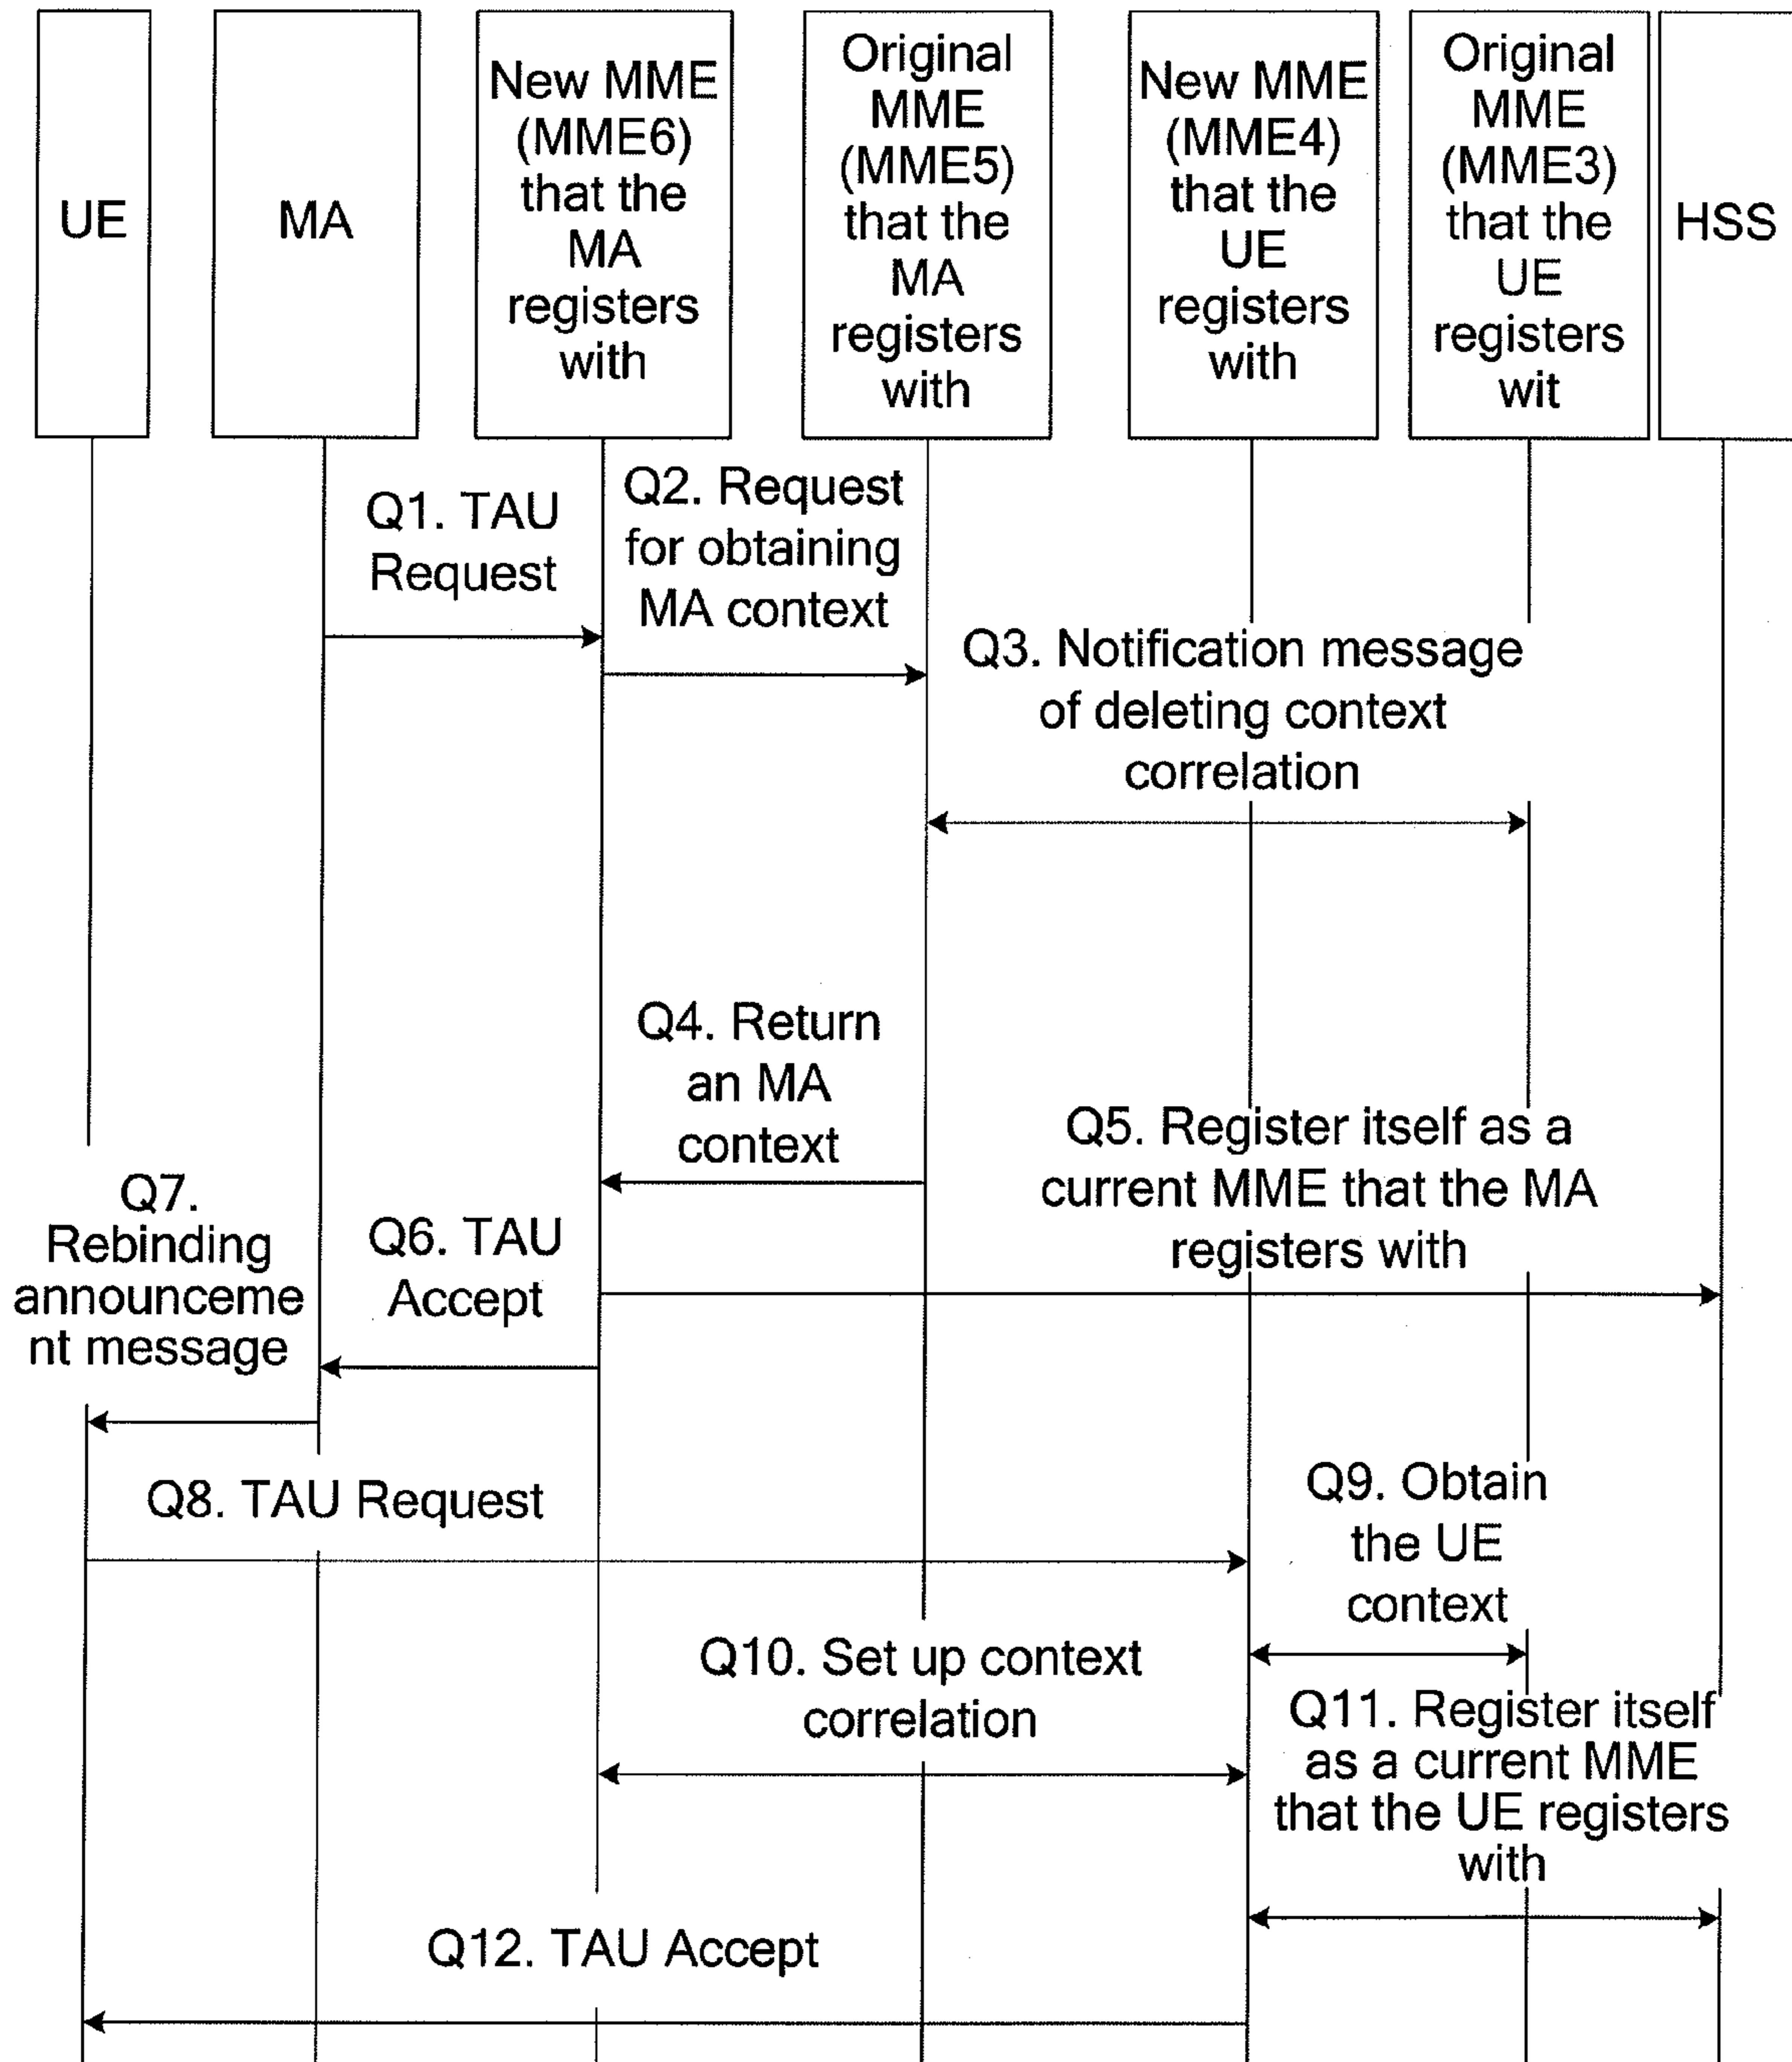 UE
MA
New MME
(MME6)
that the
MA
registers
with
Original
MME
(MME5)
that the
MA
registers
with
New MME
(MME4)
that the
UE
registers
with
Original
MME
(MME3)
that the
UE
registers
wit
HSS
Q1. TAU
Request
Q2. Request
for obtaining
MA context
Q3. Notification message
of deleting context
correlation
Q4. Return
an MA
context
Q5. Register itself as a
current MME that the MA
registers with
Q6. TAU
Accept
Q7.
Rebinding
announceme
nt message
Q8. TAU Request
Q9. Obtain
the UE
context
Q10. Set up context
correlation
Q11. Register itself
as a current MME
that the UE registers
with
Q12. TAU Accept